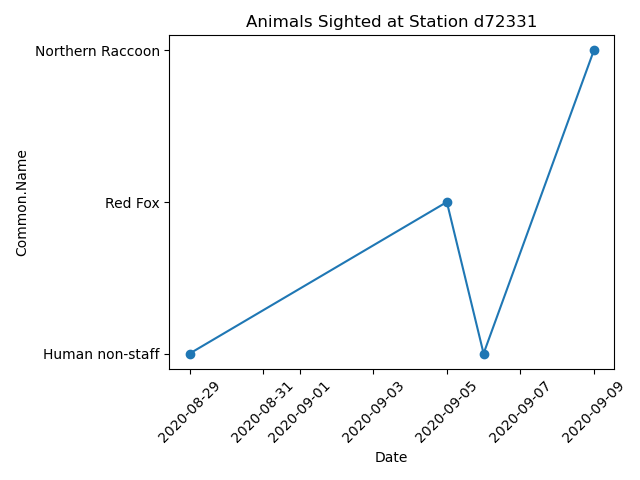 Animals Sighted at Station d72331
Northern Raccoon
Red Fox
Human non-staff
Common.Name
2020-08-29
2020-08-31
2020-09-01
2020-09-03
2020-09-05
2020-09-07
2020-09-09
Date